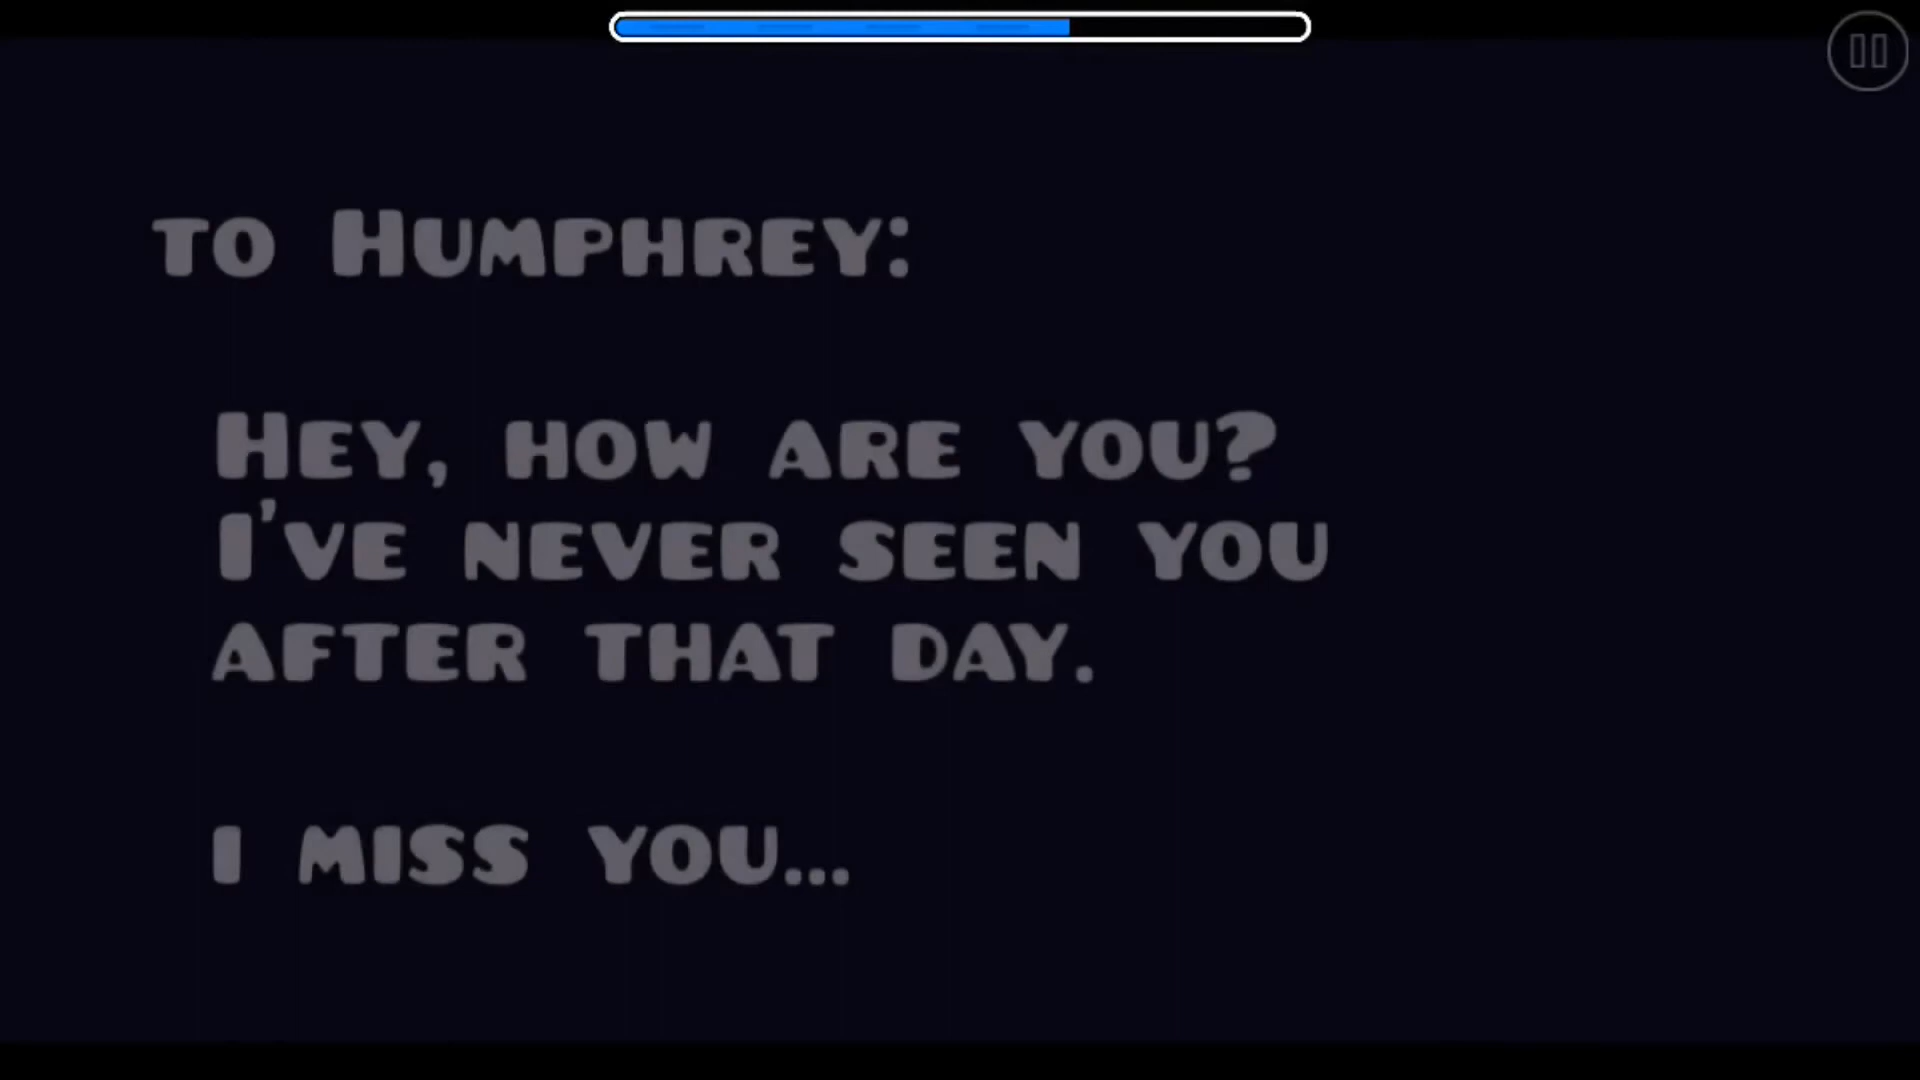 to Humphrey:
Hey, how are you?
I've never seen you
after that day.
I miss you...